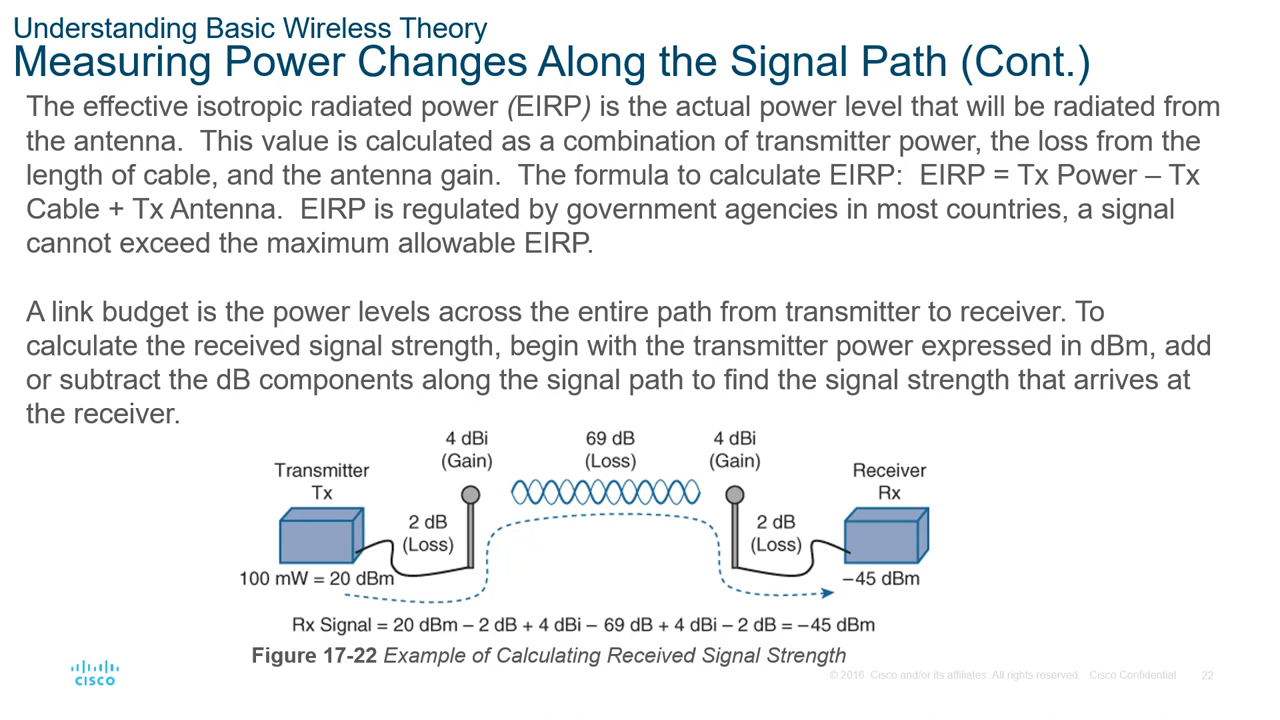 Understanding Basic Wireless Theory
Measuring Power Changes Along the Signal Path (Cont.)
The effective isotropic radiated power (EIRP) is the actual power level that will be radiated from
the antenna.  This value is calculated as a combination of transmitter power, the loss from the
length of cable, and the antenna gain.  The formula to calculate EIRP:  EIRP = Tx Power – Tx
Cable + Tx Antenna.  EIRP is regulated by government agencies in most countries, a signal
cannot exceed the maximum allowable EIRP.
A link budget is the power levels across the entire path from transmitter to receiver. To
calculate the received signal strength, begin with the transmitter power expressed in dBm, add
or subtract the dB components along the signal path to find the signal strength that arrives at
the receiver.
4 dBi
(Gain)
69 dB
(Loss)
4 dBi
(Gain)
Transmitter
Tx
Receiver
Rx
2 dB
(Loss)
2 dB
(Loss)
100 mW = 20 dBm
–45 dBm
Rx Signal = 20 dBm – 2 dB + 4 dBi – 69 dB + 4 dBi – 2 dB = –45 dBm
Figure 17-22 Example of Calculating Received Signal Strength
CISCO
© 2016 Cisco and/or its affiliates. All rights reserved. Cisco Confidential
22